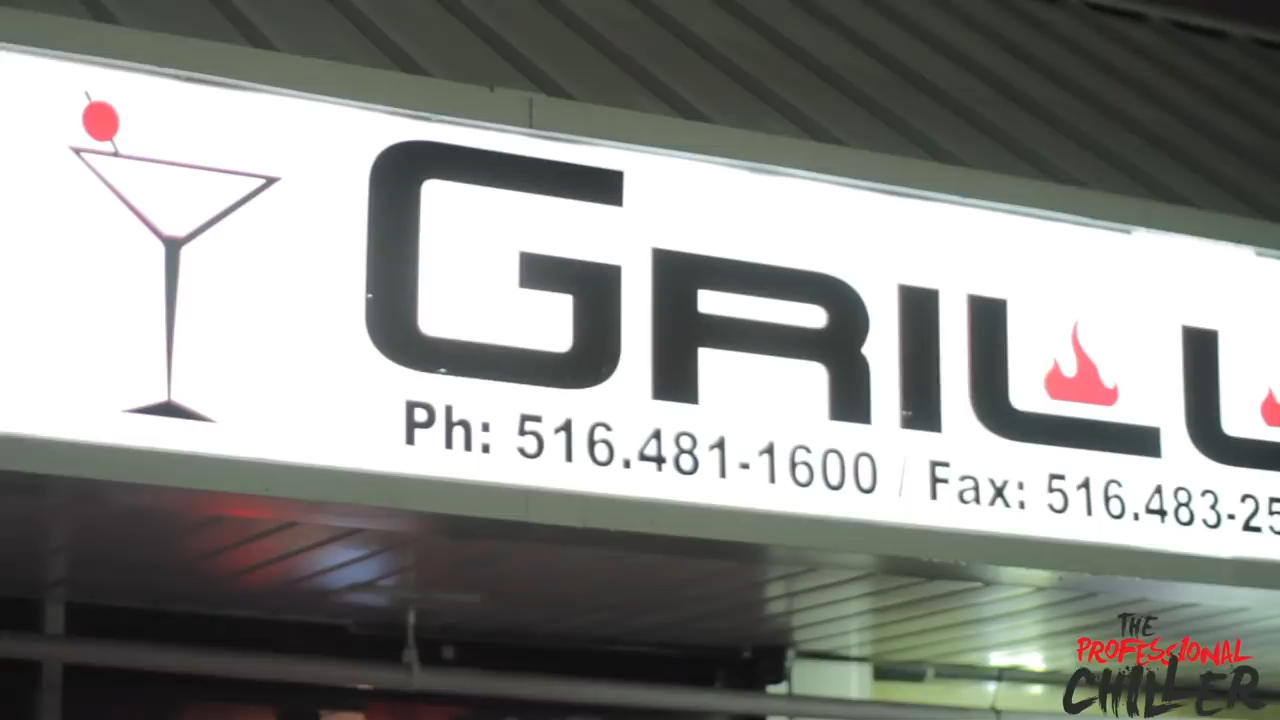 GRILL
Ph: 516.481-1600 / Fax: 516.483-25
THE
PROFESSIONAL
CHILLER